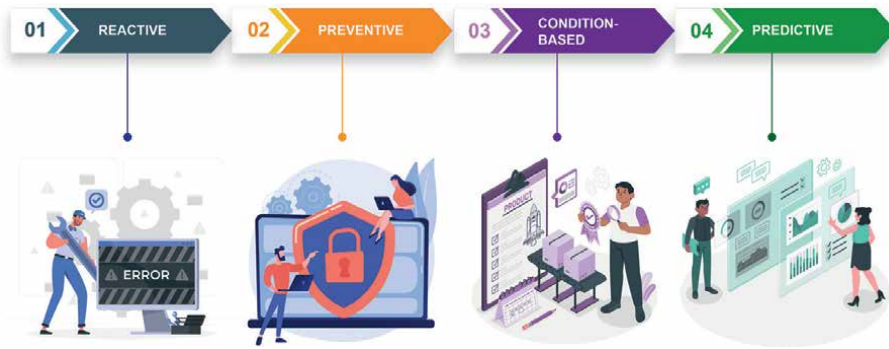 01 REACTIVE
02 PREVENTIVE
03 CONDITION-
BASED
04 PREDICTIVE
ERROR
PRODUCT